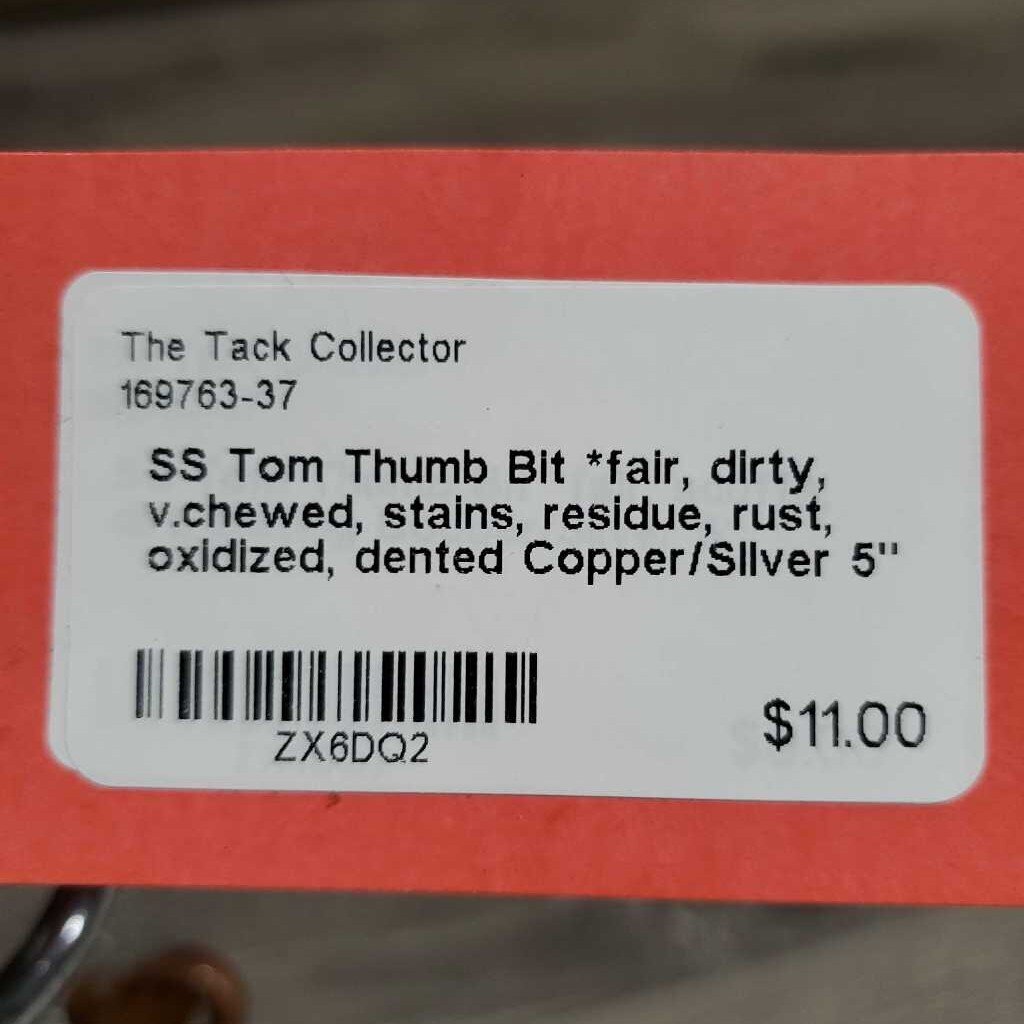 The Tack Collector
169763-37
SS Tom Thumb Bit *fair, dirty,
v.chewed, stains, residue, rust,
oxidized, dented Copper/Silver 5"
ZX6DQ2
$11.00